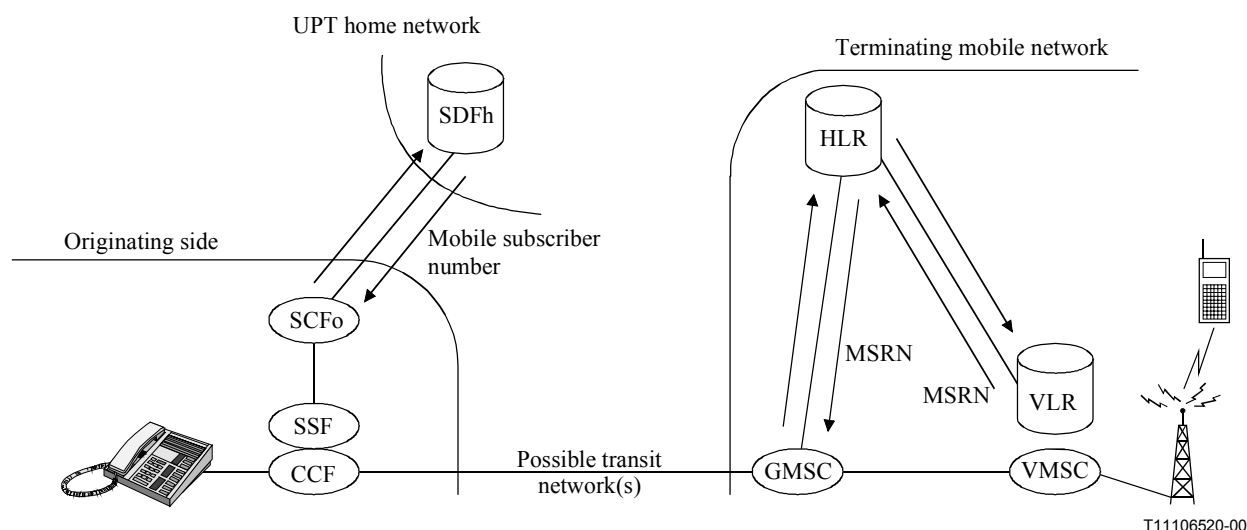 UPT home network
Terminating mobile network
SDFh
HLR
Originating side
Mobile subscriber
number
SCFo
MSRN
MSRN
VLR
SSF
CCF
Possible transit
network(s)
GMSC
VMSC
T11106520-00